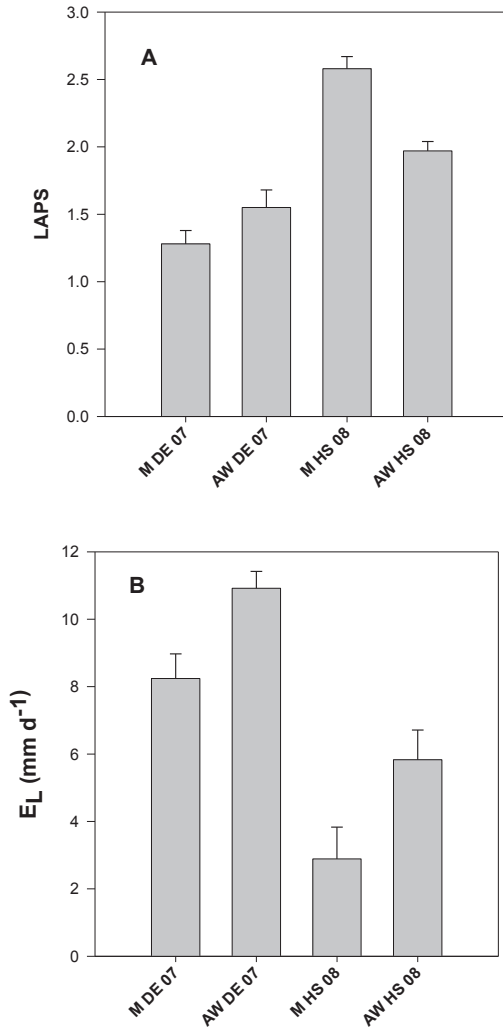 3.0
A
2.5
2.0
LAPS
1.5
1.0
0.5
0.0
M DE 07
AW DE 07
M HS 08
AW HS 08
12
B
10
8
E_L (mm d^-1)
6
4
2
0
M DE 07
AW DE 07
M HS 08
AW HS 08